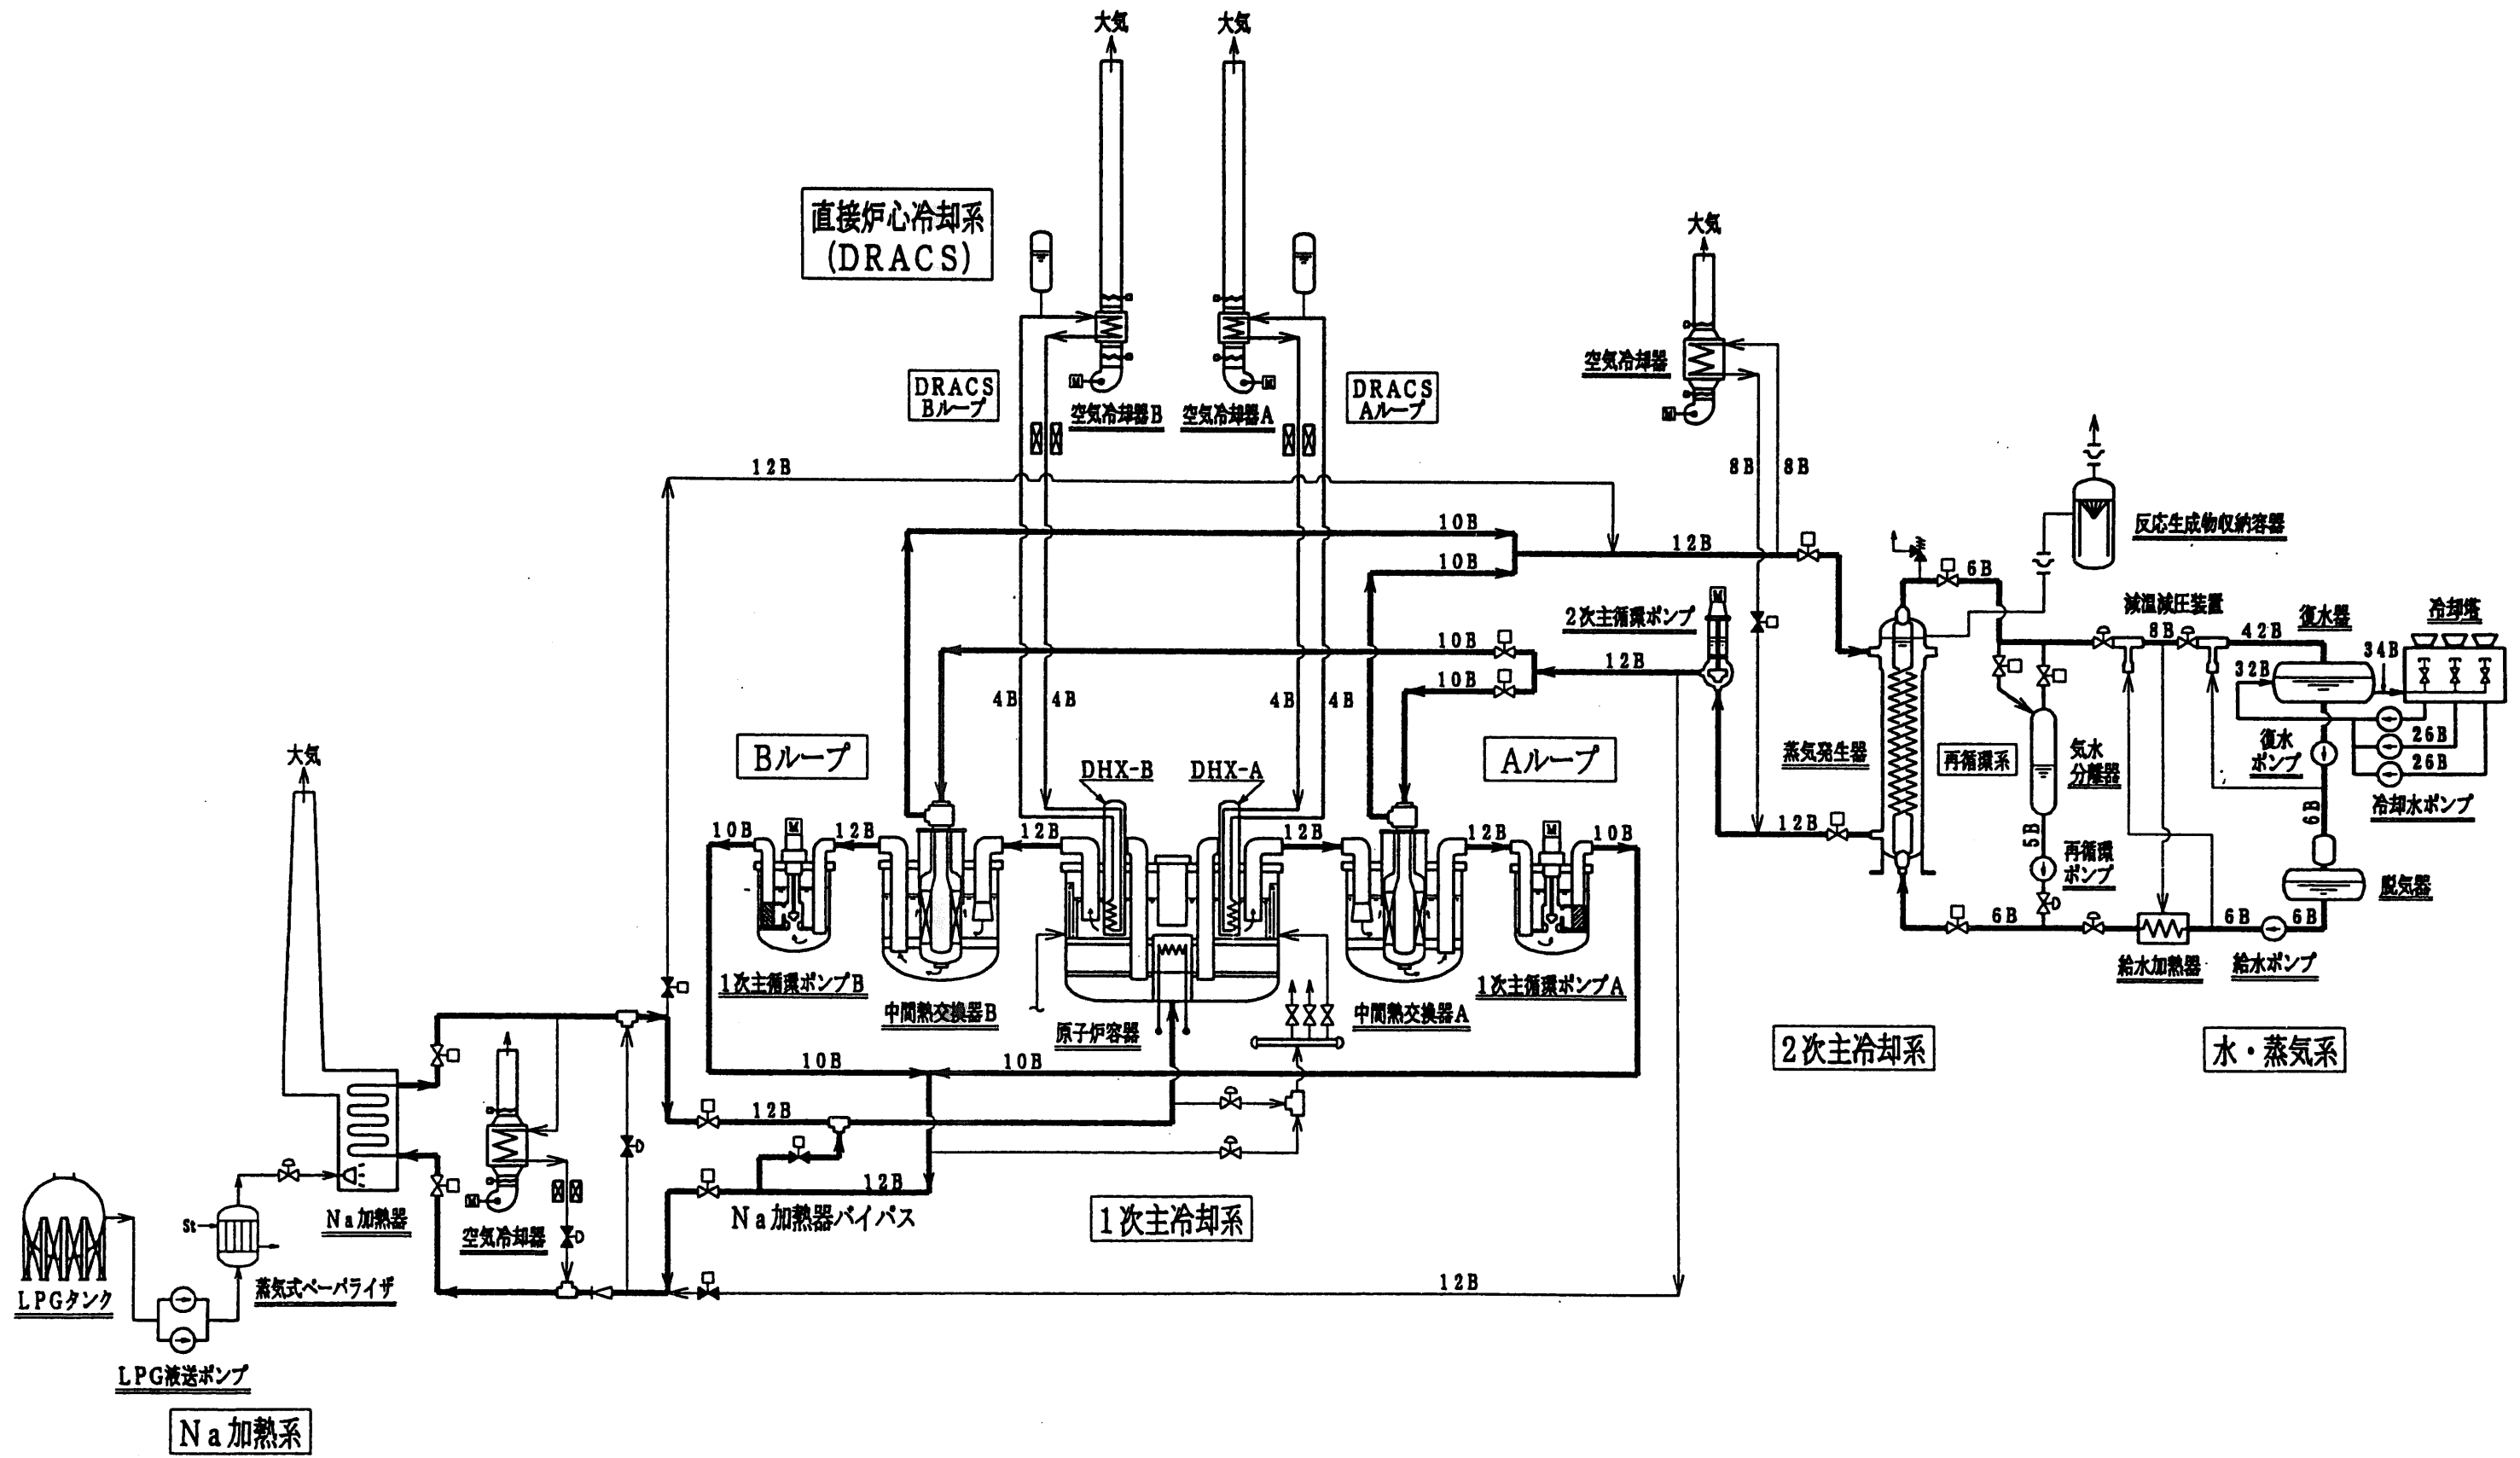 大気
大気
直接炉心冷却系
(DRACS)
大気
DRACS
Bループ
空気冷却器B
空気冷却器A
DRACS
Aループ
空気冷却器
M
M
M
12B
8B
8B
10B
10B
12B
反応生成物収納容器
M
6B
2次主循環ポンプ
減温減圧装置
復水器
冷却塔
8B
42B
34B
32B
10B
12B
10B
4B
4B
4B
4B
26B
26B
復水
ポンプ
冷却水ポンプ
Bループ
Aループ
蒸気発生器
再循環系
気水
分離器
大気
DHX-B
DHX-A
10B
M
12B
12B
12B
12B
M
10B
12B
5B
6B
再循環
ポンプ
脱気器
6B
6B
6B
給水加熱器
給水ポンプ
1次主循環ポンプB
中間熱交換器B
原子炉容器
中間熱交換器A
1次主循環ポンプA
2次主冷却系
水・蒸気系
10B
10B
12B
12B
Na加熱器バイパス
1次主冷却系
M
D
D
D
St
Na加熱器
空気冷却器
蒸気式ベーパライザ
LPGタンク
12B
LPG液送ポンプ
Na加熱系